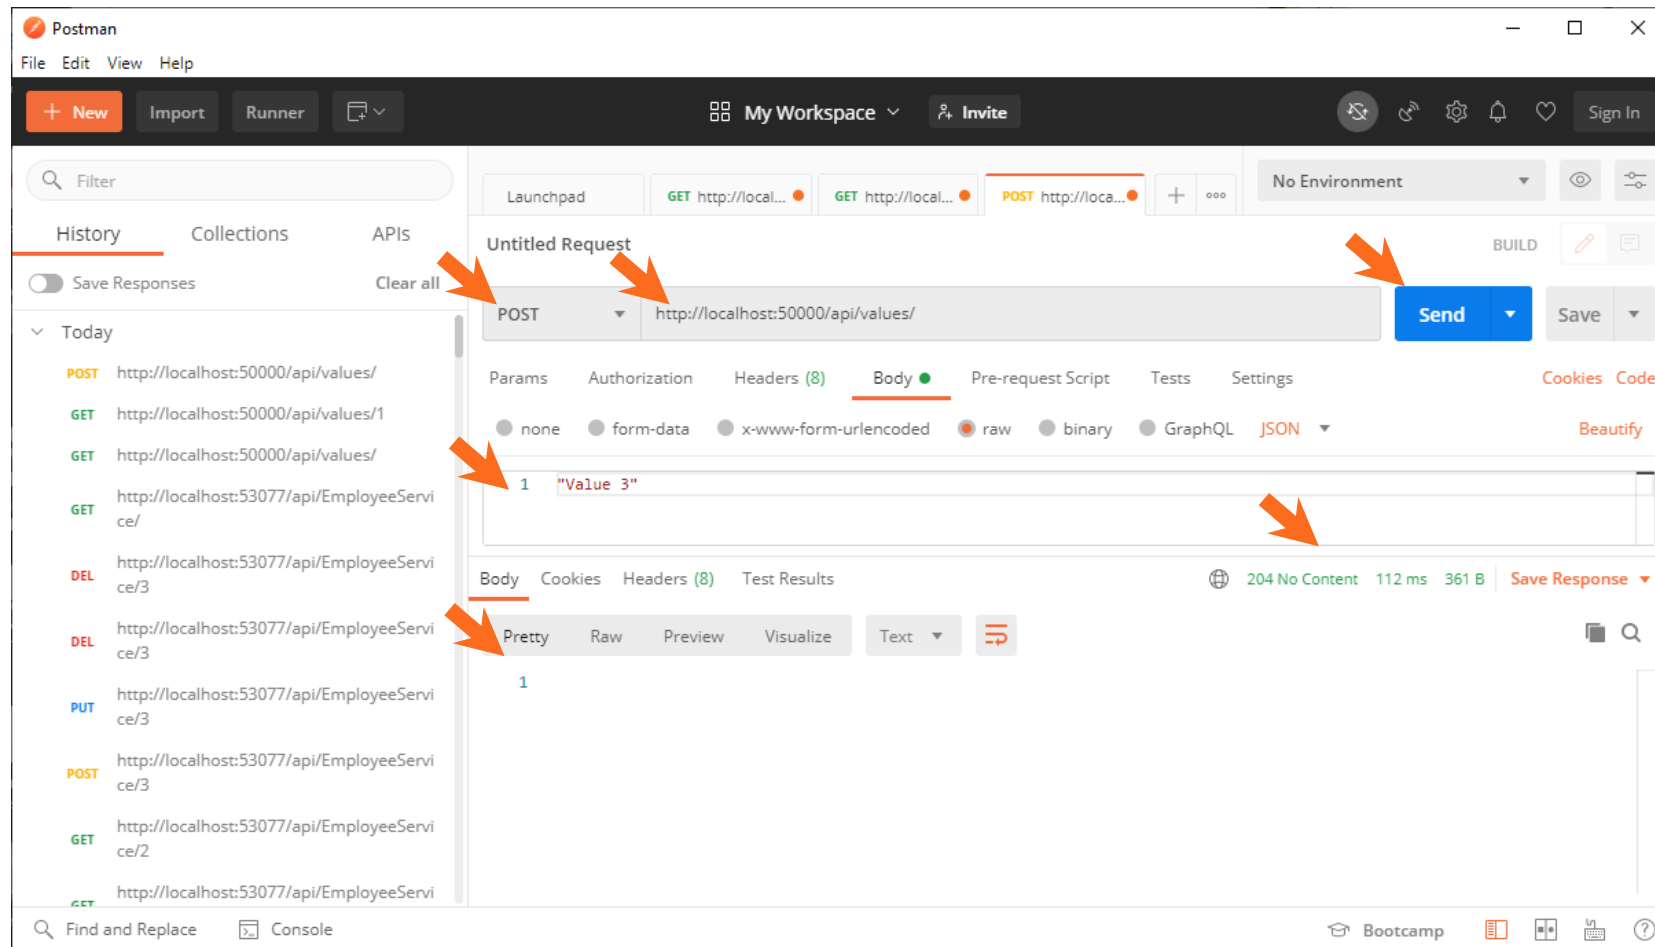 Postman
File Edit View Help
+ New Import Runner My Workspace Invite Sign In
Filter
History Collections APIs
Save Responses Clear all
Today
POST http://localhost:50000/api/values/
GET http://localhost:50000/api/values/1
GET http://localhost:50000/api/values/
GET http://localhost:53077/api/EmployeeServi
ce/
DEL http://localhost:53077/api/EmployeeServi
ce/3
DEL http://localhost:53077/api/EmployeeServi
ce/3
PUT http://localhost:53077/api/EmployeeServi
ce/3
POST http://localhost:53077/api/EmployeeServi
ce/3
GET http://localhost:53077/api/EmployeeServi
ce/2
GET http://localhost:53077/api/EmployeeServi
Launchpad GET http://local... GET http://local... POST http://loca... No Environment
Untitled Request BUILD
POST http://localhost:50000/api/values/ Send Save
Params Authorization Headers (8) Body Pre-request Script Tests Settings Cookies Code
none form-data x-www-form-urlencoded raw binary GraphQL JSON Beautify
1 "Value 3"
Body Cookies Headers (8) Test Results 204 No Content 112 ms 361 B Save Response
Pretty Raw Preview Visualize Text
1
Find and Replace Console Bootcamp